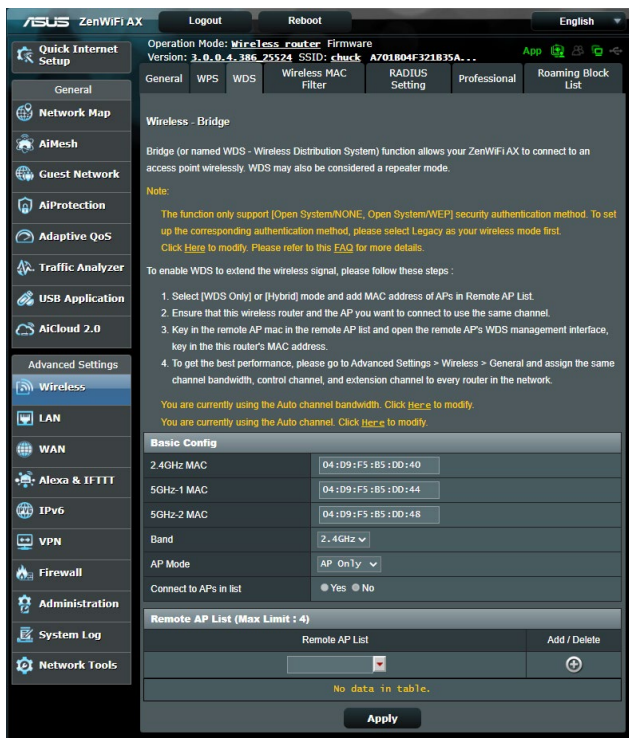 ASUS ZenWiFi AX Logout Reboot English
Quick Internet Setup
Operation Mode: Wireless router Firmware
Version: 3.0.0.4.386_25524 SSID: chuck A701B04F321B35A...
App
General WPS WDS Wireless MAC Filter RADIUS Setting Professional Roaming Block List
General
Network Map
AiMesh
Guest Network
AiProtection
Adaptive QoS
Traffic Analyzer
USB Application
AiCloud 2.0
Advanced Settings
Wireless
LAN
WAN
Alexa & IFTTT
IPv6
VPN
Firewall
Administration
System Log
Network Tools
Wireless - Bridge
Bridge (or named WDS - Wireless Distribution System) function allows your ZenWiFi AX to connect to an
access point wirelessly. WDS may also be considered a repeater mode.
Note:
The function only support [Open System/NONE, Open System/WEP] security authentication method. To set
up the corresponding authentication method, please select Legacy as your wireless mode first.
Click Here to modify. Please refer to this FAQ for more details.
To enable WDS to extend the wireless signal, please follow these steps :
1. Select [WDS Only] or [Hybrid] mode and add MAC address of APs in Remote AP List.
2. Ensure that this wireless router and the AP you want to connect to use the same channel.
3. Key in the remote AP mac in the remote AP list and open the remote AP's WDS management interface,
key in the this router's MAC address.
4. To get the best performance, please go to Advanced Settings > Wireless > General and assign the same
channel bandwidth, control channel, and extension channel to every router in the network.
You are currently using the Auto channel bandwidth. Click Here to modify.
You are currently using the Auto channel. Click Here to modify.
Basic Config
2.4GHz MAC 04:D9:F5:B5:DD:40
5GHz-1 MAC 04:D9:F5:B5:DD:44
5GHz-2 MAC 04:D9:F5:B5:DD:48
Band 2.4GHz
AP Mode AP Only
Connect to APs in list Yes No
Remote AP List (Max Limit : 4)
Remote AP List Add / Delete
No data in table.
Apply